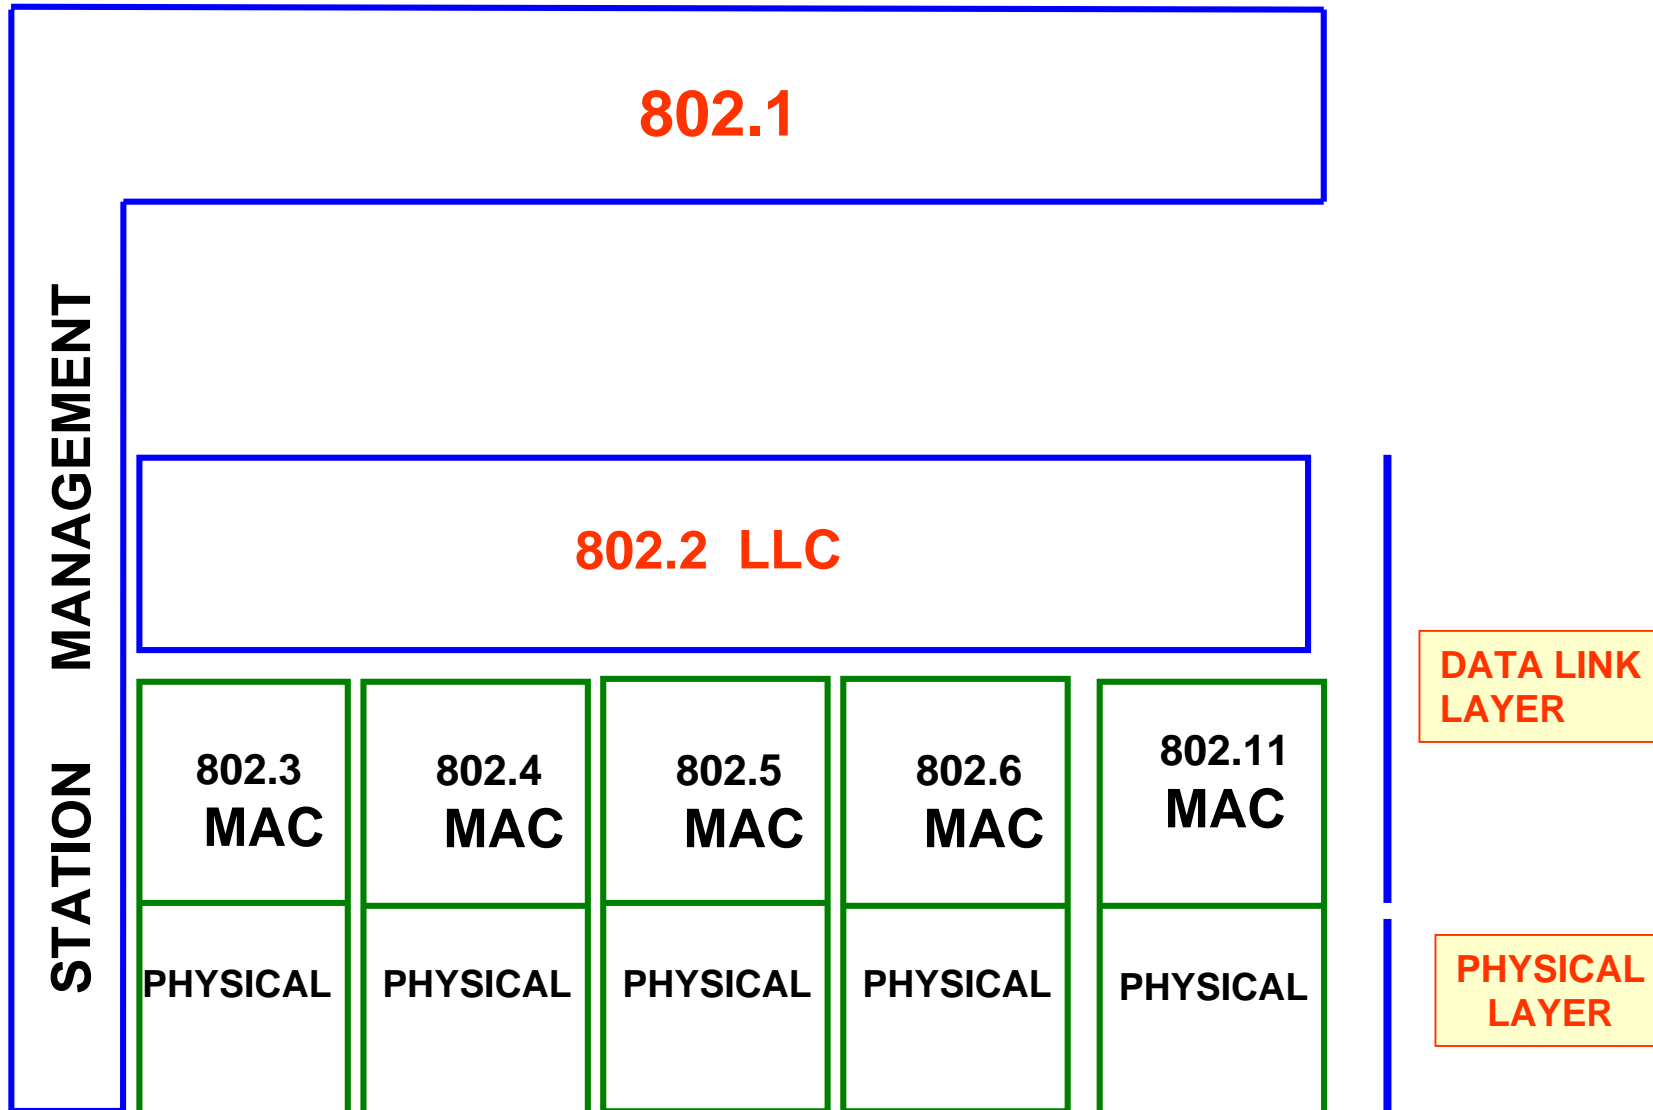 802.1
STATION MANAGEMENT
802.2 LLC
DATA LINK
LAYER
802.3
MAC
802.4
MAC
802.5
MAC
802.6
MAC
802.11
MAC
PHYSICAL
PHYSICAL
PHYSICAL
PHYSICAL
PHYSICAL
PHYSICAL
LAYER